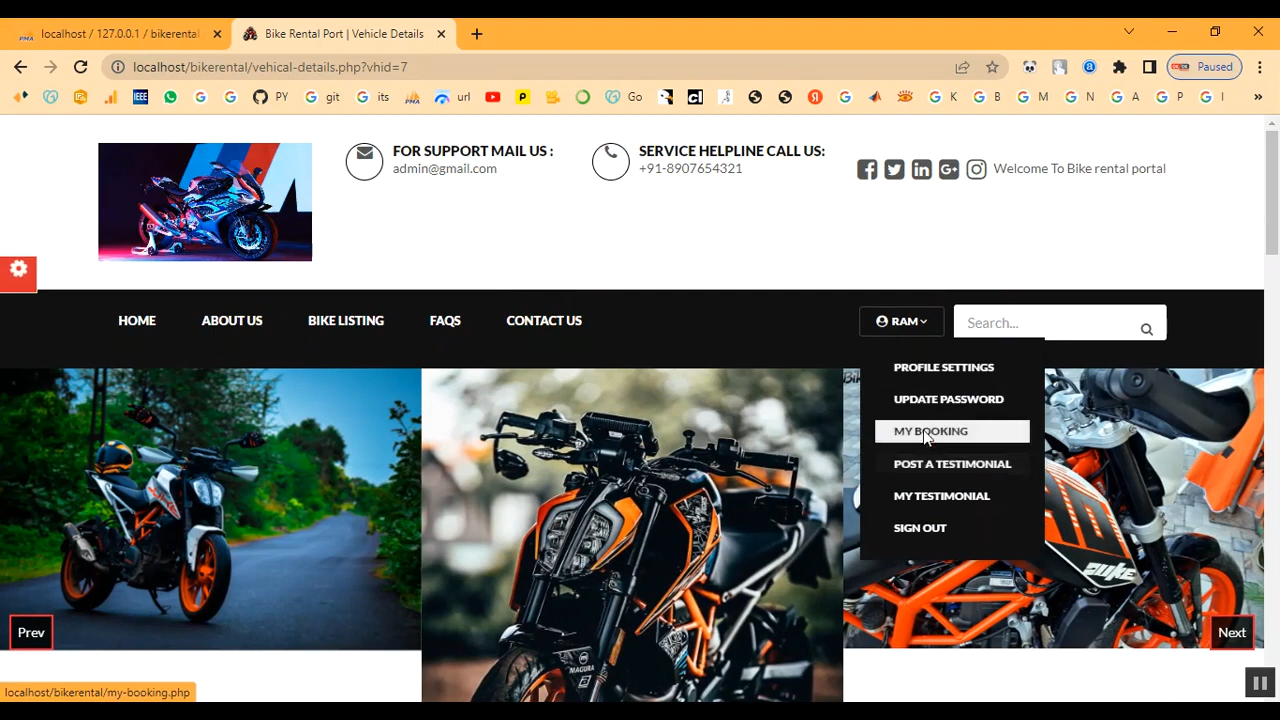 localhost / 127.0.0.1 / bikerental
Bike Rental Port | Vehicle Details
localhost/bikerental/vehical-details.php?vhid=7
Paused
IEEE
PY
git
its
url
Go
K
B
M
N
A
P
I
FOR SUPPORT MAIL US :
admin@gmail.com
SERVICE HELPLINE CALL US:
+91-8907654321
Welcome To Bike rental portal
HOME
ABOUT US
BIKE LISTING
FAQS
CONTACT US
RAM
Search...
PROFILE SETTINGS
UPDATE PASSWORD
MY BOOKING
POST A TESTIMONIAL
MY TESTIMONIAL
SIGN OUT
DUKE
MAGURA
Prev
Next
localhost/bikerental/my-booking.php